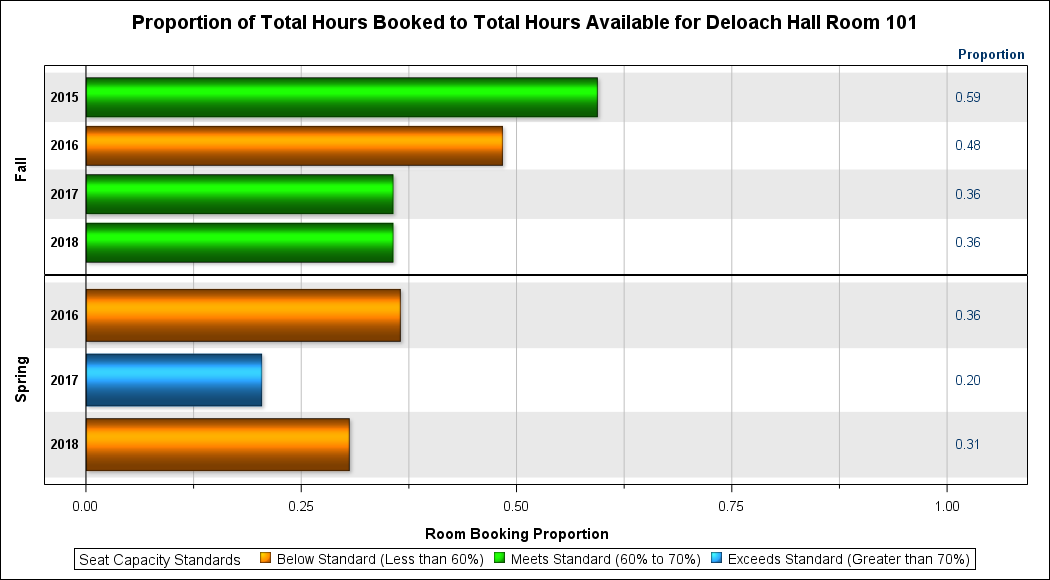 Proportion of Total Hours Booked to Total Hours Available for Deloach Hall Room 101
Proportion
Fall
2015 0.59
2016 0.48
2017 0.36
2018 0.36
Spring
2016 0.36
2017 0.20
2018 0.31
0.00 0.25 0.50 0.75 1.00
Room Booking Proportion
Seat Capacity Standards Below Standard (Less than 60%) Meets Standard (60% to 70%) Exceeds Standard (Greater than 70%)